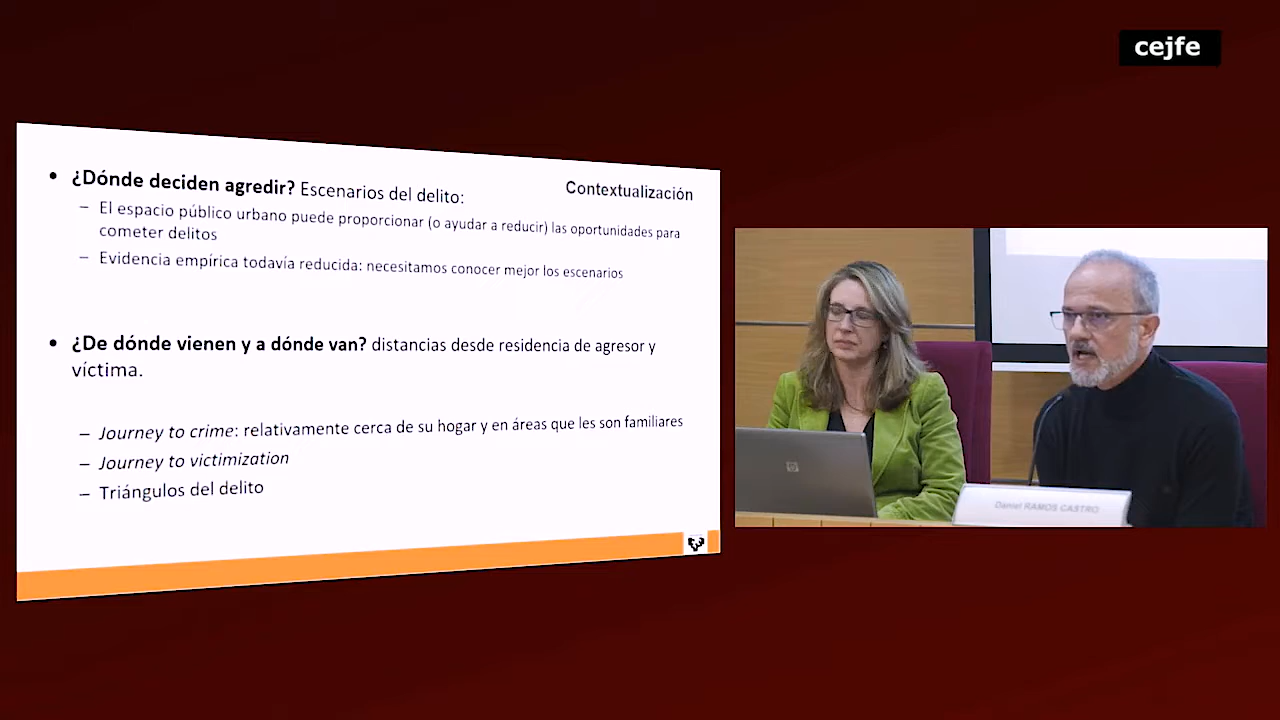 cejfe
Contextualización
• ¿Dónde deciden agredir? Escenarios del delito:
– El espacio público urbano puede proporcionar (o ayudar a reducir) las oportunidades para
cometer delitos
– Evidencia empírica todavía reducida: necesitamos conocer mejor los escenarios
• ¿De dónde vienen y a dónde van? distancias desde residencia de agresor y
víctima.
– Journey to crime: relativamente cerca de su hogar y en áreas que les son familiares
– Journey to victimization
– Triángulos del delito
Daniel RAMOS CASTRO